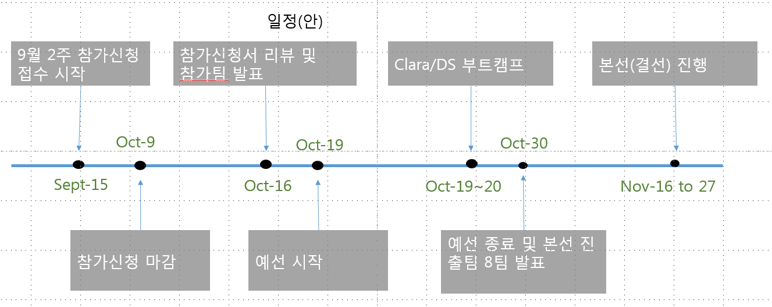 일정(안)
9월 2주 참가신청
접수 시작
참가신청서 리뷰 및
참가팀 발표
Clara/DS 부트캠프
본선(결선) 진행
Oct-9
Oct-19
Oct-30
Sept-15
Oct-16
Oct-19~20
Nov-16 to 27
참가신청 마감
예선 시작
예선 종료 및 본선 진
출팀 8팀 발표